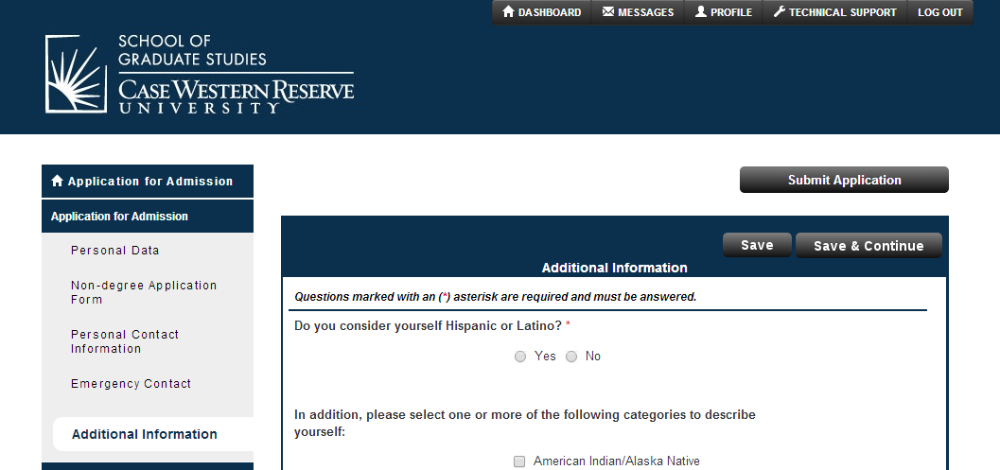 DASHBOARD MESSAGES PROFILE TECHNICAL SUPPORT LOG OUT
SCHOOL OF
GRADUATE STUDIES
CASE WESTERN RESERVE
UNIVERSITY
Application for Admission
Application for Admission
Personal Data
Non-degree Application
Form
Personal Contact
Information
Emergency Contact
Additional Information
Submit Application
Save Save & Continue
Additional Information
Questions marked with an (*) asterisk are required and must be answered.
Do you consider yourself Hispanic or Latino? *
Yes No
In addition, please select one or more of the following categories to describe
yourself:
American Indian/Alaska Native